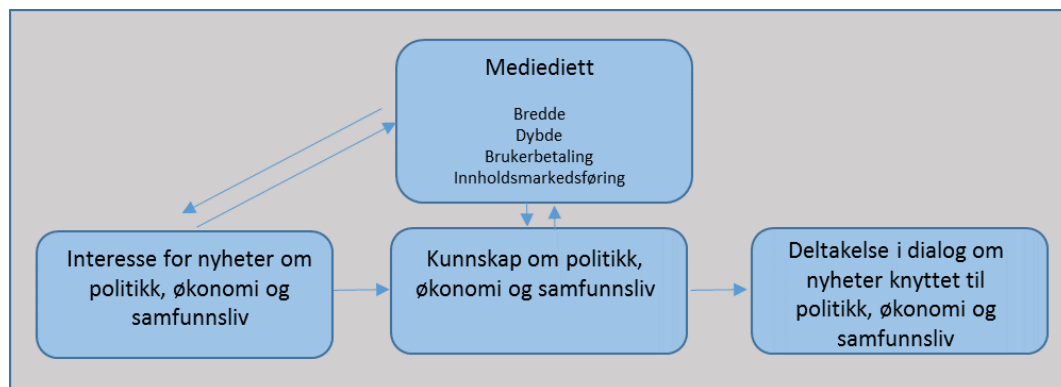 Mediediett
Bredde
Dybde
Brukerbetaling
Innholdsmarkedsføring
Interesse for nyheter om
politikk, økonomi og
samfunnsliv
Kunnskap om politikk,
økonomi og samfunnsliv
Deltakelse i dialog om
nyheter knyttet til
politikk, økonomi og
samfunnsliv